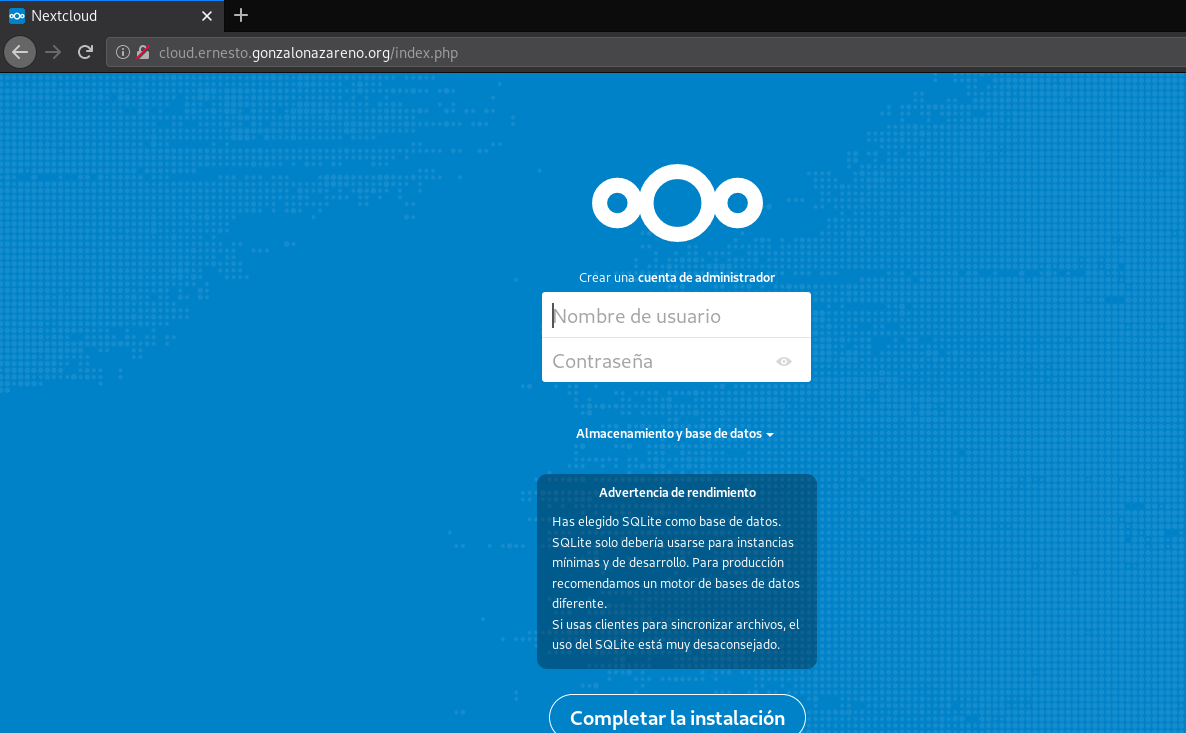 Nextcloud
cloud.ernesto.gonzalonazareno.org/index.php
Crear una cuenta de administrador
Nombre de usuario
Contraseña
Almacenamiento y base de datos
Advertencia de rendimiento
Has elegido SQLite como base de datos.
SQLite solo debería usarse para instancias
mínimas y de desarrollo. Para producción
recomendamos un motor de bases de datos
diferente.
Si usas clientes para sincronizar archivos, el
uso del SQLite está muy desaconsejado.
Completar la instalación